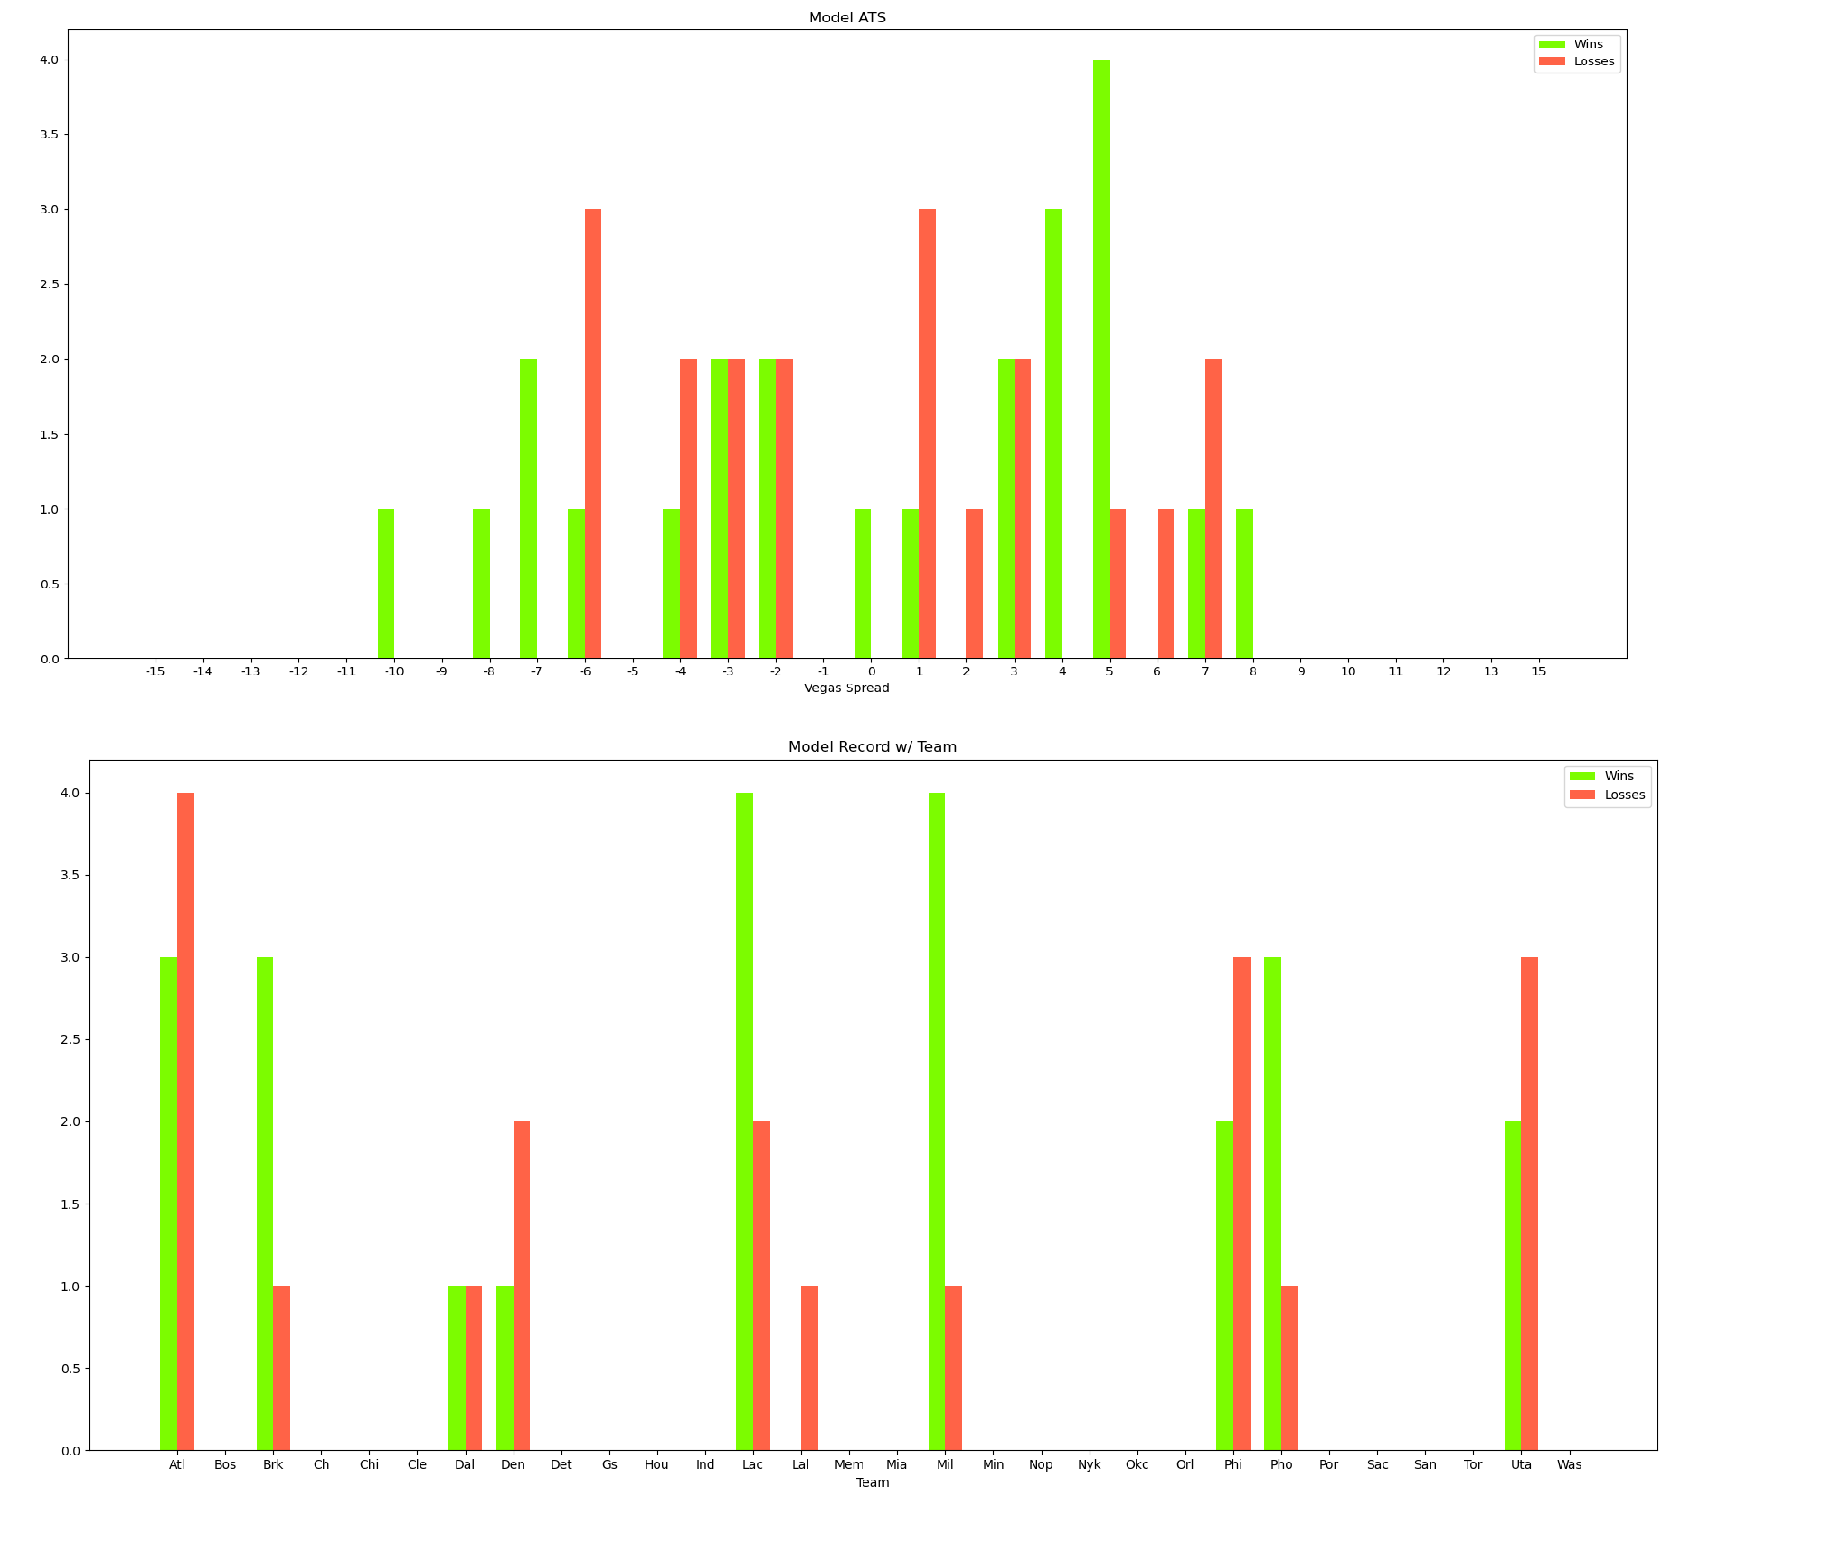 Model ATS
Wins
Losses
4.0
3.5
3.0
2.5
2.0
1.5
1.0
0.5
0.0
-15 -14 -13 -12 -11 -10 -9 -8 -7 -6 -5 -4 -3 -2 -1 0 1 2 3 4 5 6 7 8 9 10 11 12 13 15
Vegas Spread
Model Record w/ Team
Wins
Losses
4.0
3.5
3.0
2.5
2.0
1.5
1.0
0.5
0.0
Atl Bos Brk Ch Chi Cle Dal Den Det Gs Hou Ind Lac Lal Mem Mia Mil Min Nop Nyk Okc Orl Phi Pho Por Sac San Tor Uta Was
Team